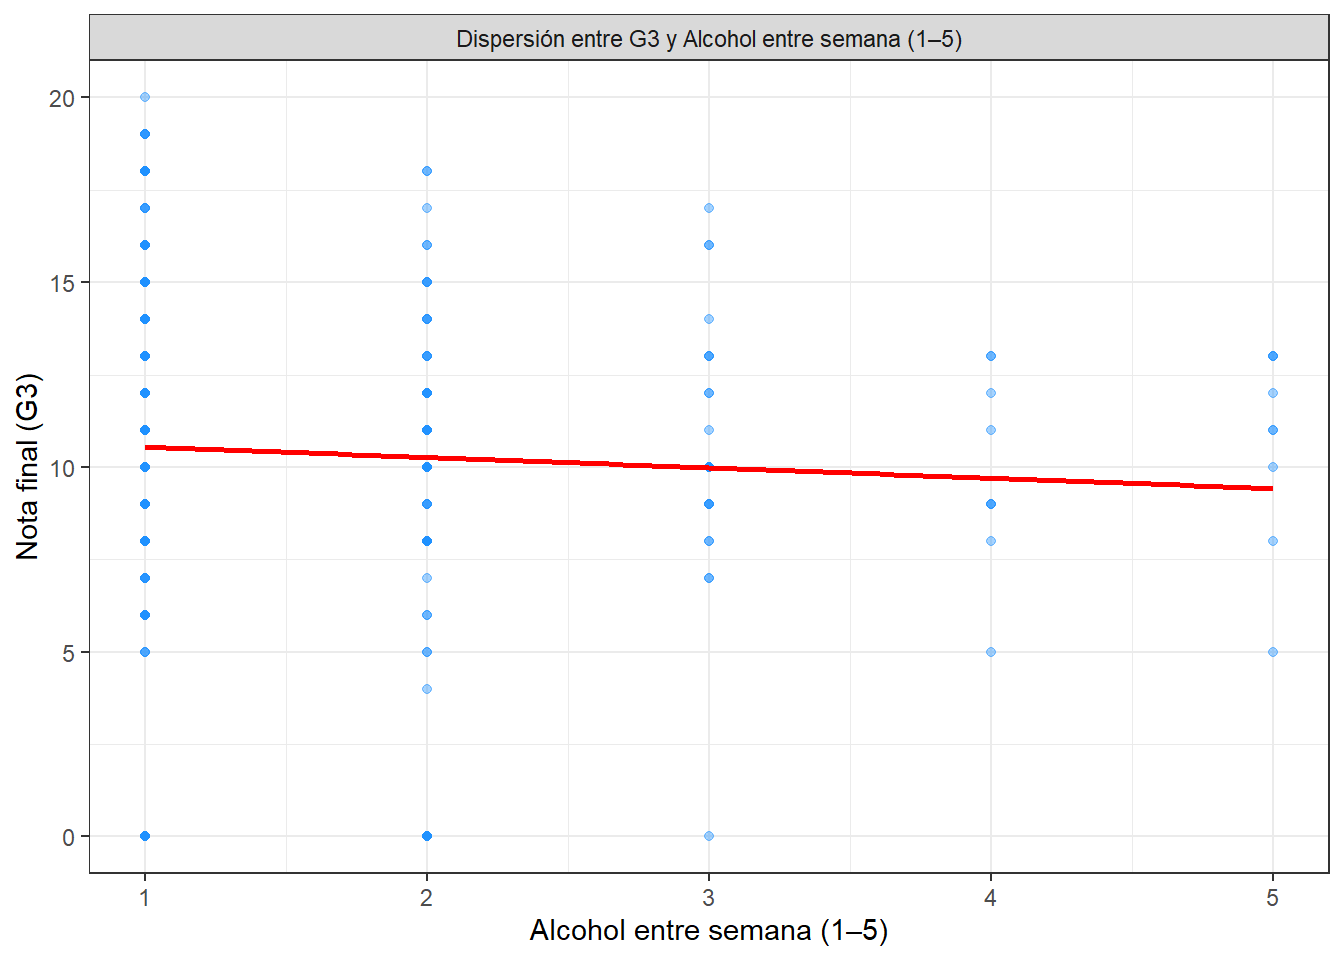 Dispersión entre G3 y Alcohol entre semana (1–5)
20
15
10
5
0
Nota final (G3)
1 2 3 4 5
Alcohol entre semana (1–5)